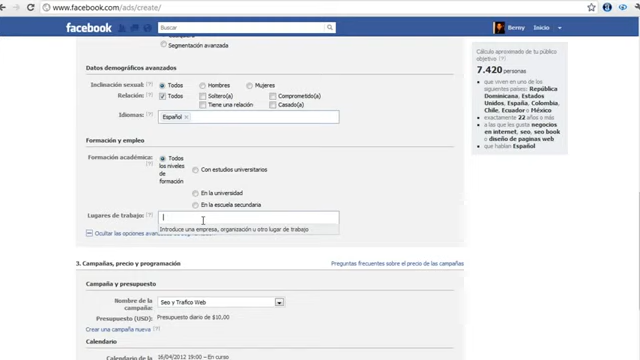 www.facebook.com/ads/create/
facebook
Buscar
Berny
Inicio
Segmentación avanzada
Datos demográficos avanzados
Inclinación sexual: [?] Todos Hombres Mujeres
Relación: [?] Todos Soltero(a) Comprometido(a)
Tiene una relación Casado(a)
Idiomas: Español ×
Formación y empleo
Formación académica: [?] Todos los niveles de formación
Con estudios universitarios
En la universidad
En la escuela secundaria
Lugares de trabajo: [?]
Introduce una empresa, organización u otro lugar de trabajo
Ocultar las opciones
3. Campañas, precio y programación
Preguntas frecuentes sobre el precio de las campañas
Campaña y presupuesto
Nombre de la campaña: Seo y Trafico Web
Presupuesto (USD): Presupuesto diario de $10,00
Crear una campaña nueva [?]
Calendario
Calendario de la 16/04/2012 19:00 – En curso
Cálculo aproximado de tu público objetivo [?]
7.420 personas
que viven en uno de los siguientes países: República Dominicana, Estados Unidos, España, Colombia, Chile, Ecuador o México
exactamente 22 años o más
a las que les gusta negocios en internet, seo, seo book o diseño de paginas web
que hablan Español